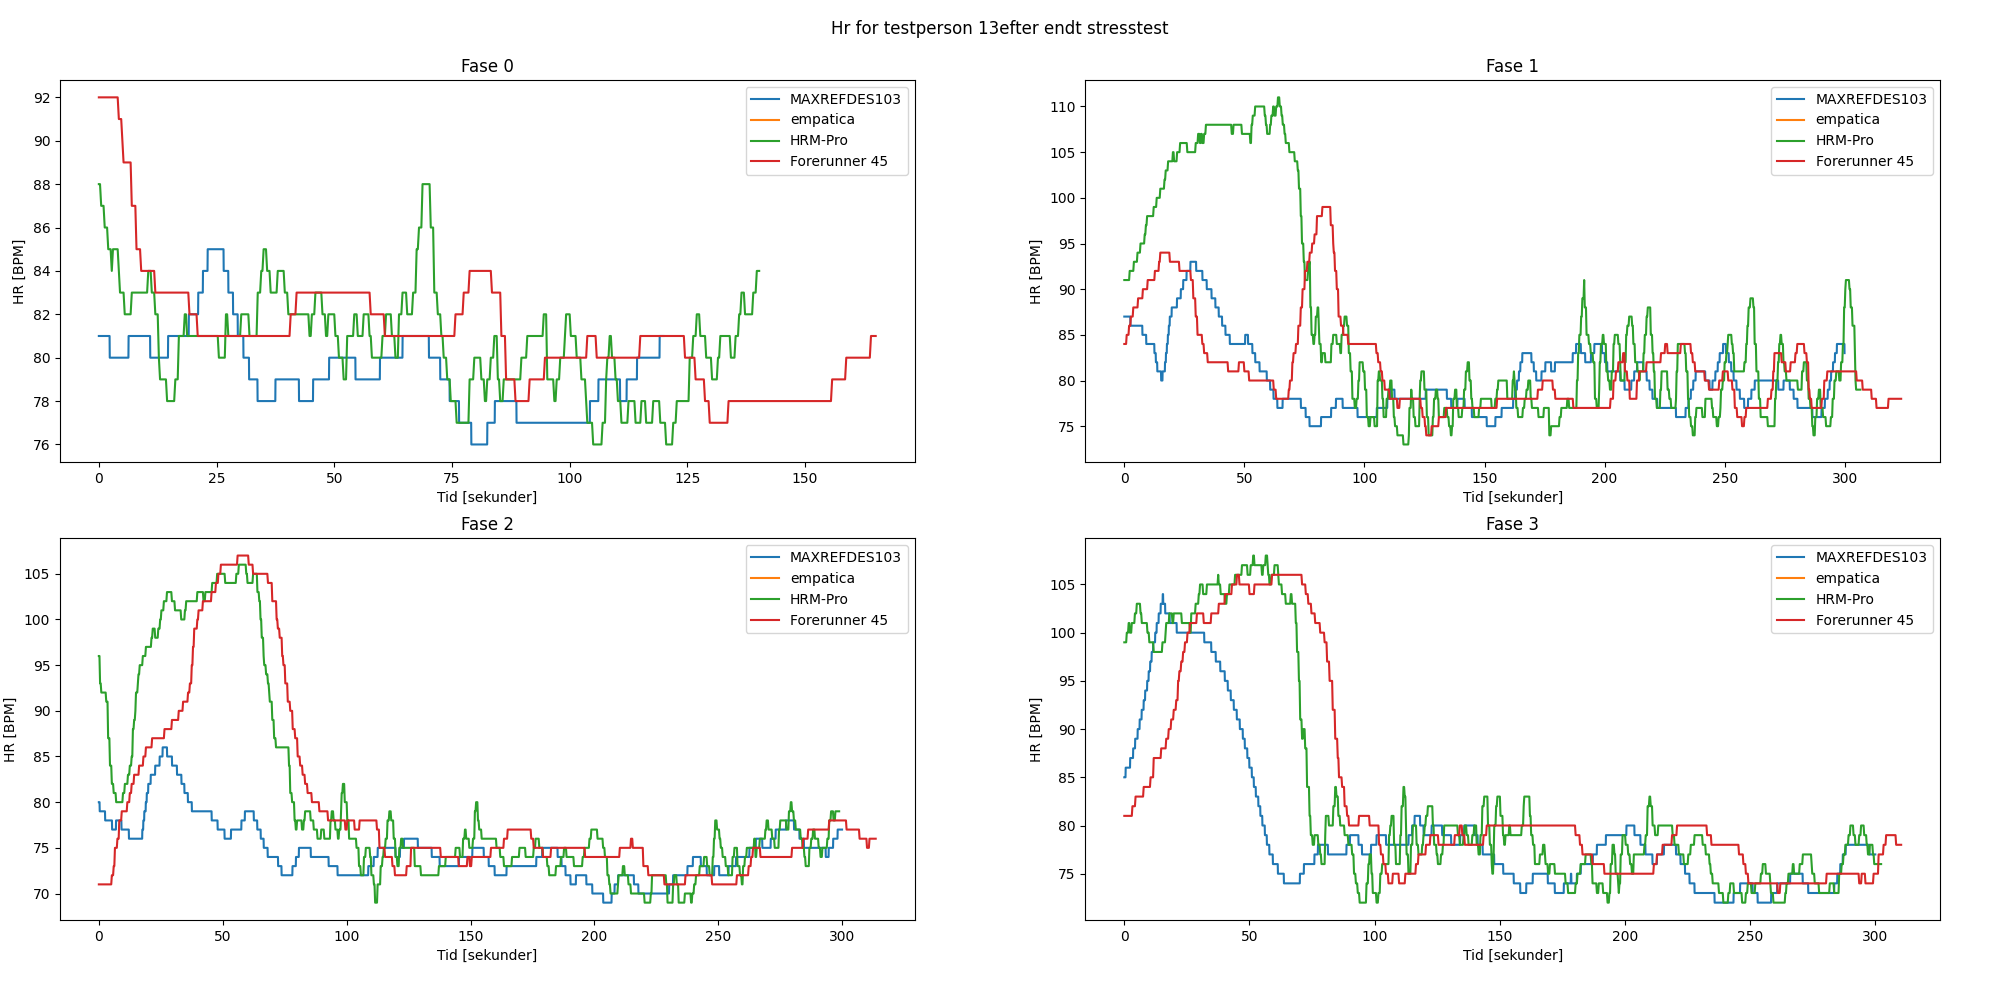 Hr for testperson 13efter endt stresstest
Fase 0
92
90
88
86
84
82
80
78
76
HR [BPM]
0 25 50 75 100 125 150
Tid [sekunder]
MAXREFDES103
empatica
HRM-Pro
Forerunner 45
Fase 1
110
105
100
95
90
85
80
75
HR [BPM]
0 50 100 150 200 250 300
Tid [sekunder]
MAXREFDES103
empatica
HRM-Pro
Forerunner 45
Fase 2
105
100
95
90
85
80
75
70
HR [BPM]
0 50 100 150 200 250 300
Tid [sekunder]
MAXREFDES103
empatica
HRM-Pro
Forerunner 45
Fase 3
105
100
95
90
85
80
75
HR [BPM]
0 50 100 150 200 250 300
Tid [sekunder]
MAXREFDES103
empatica
HRM-Pro
Forerunner 45